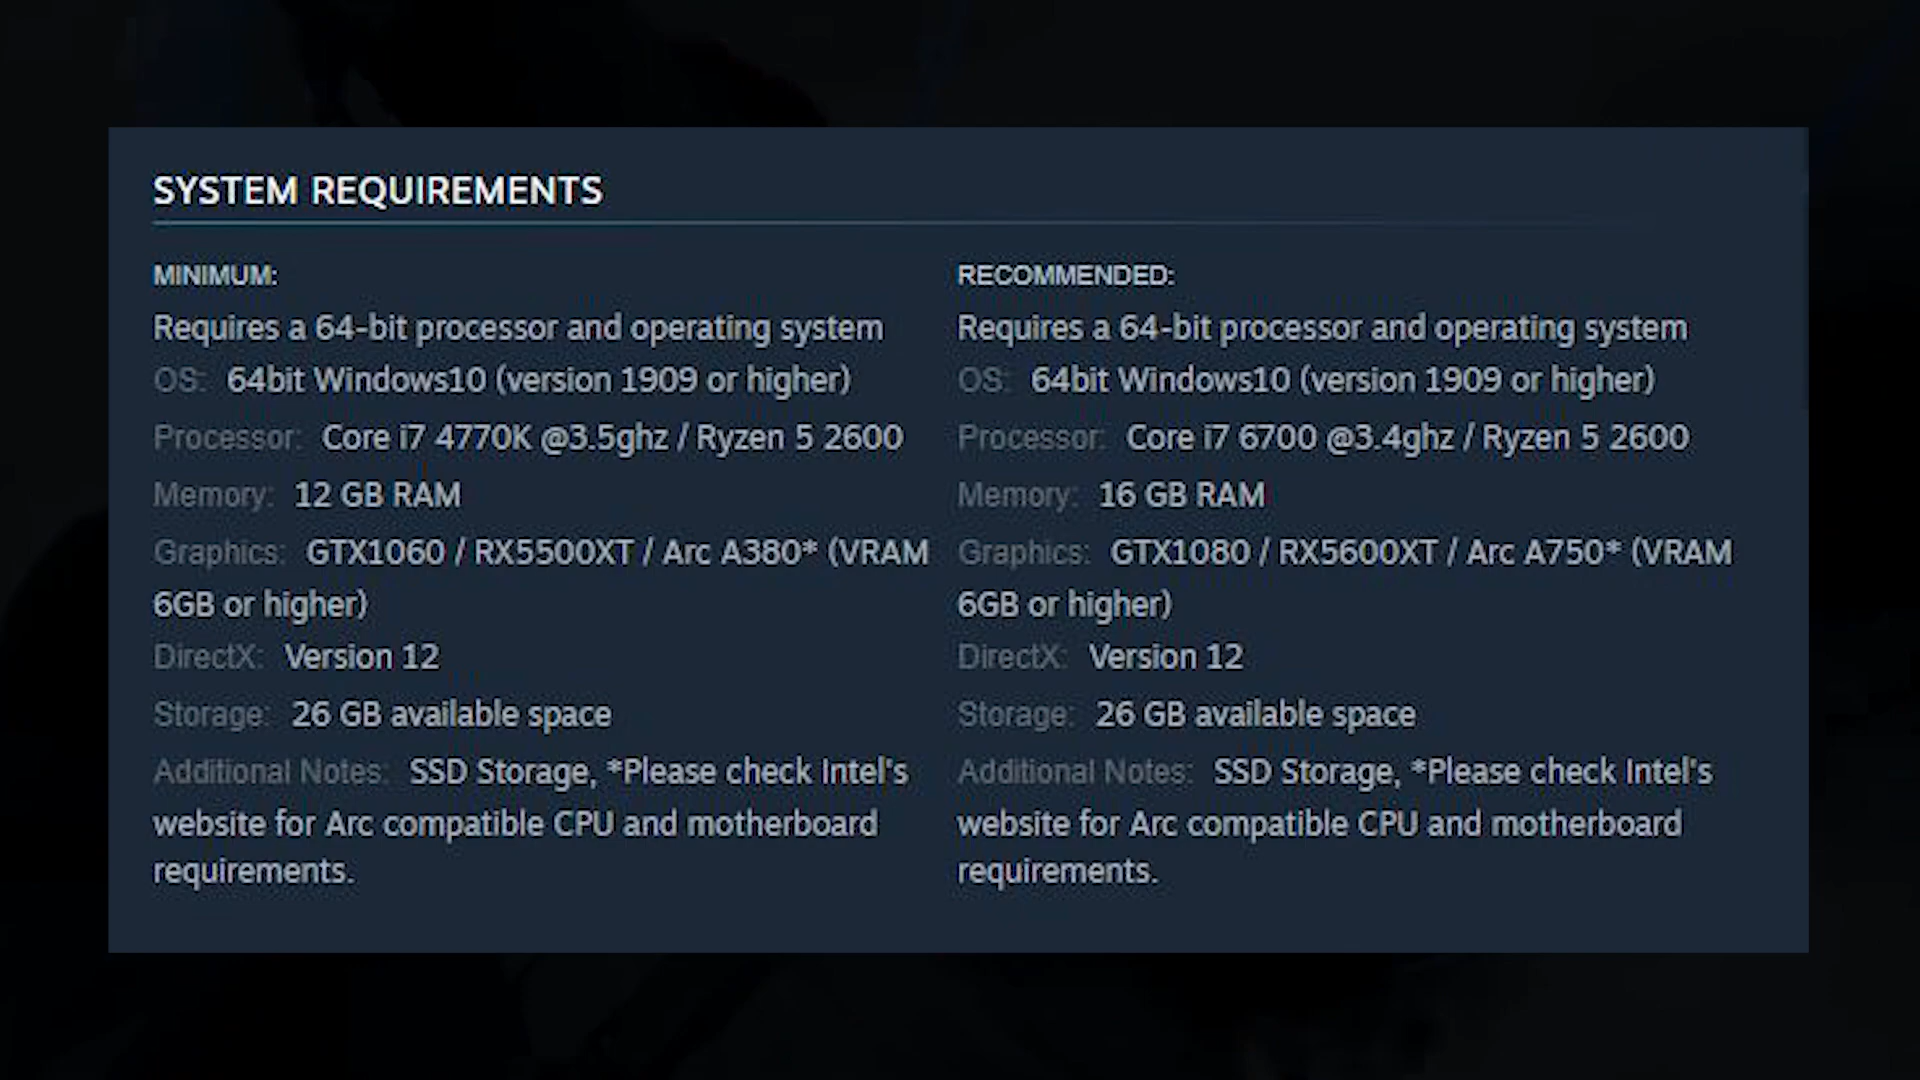 SYSTEM REQUIREMENTS
MINIMUM:
Requires a 64-bit processor and operating system
OS: 64bit Windows10 (version 1909 or higher)
Processor: Core i7 4770K @3.5ghz / Ryzen 5 2600
Memory: 12 GB RAM
Graphics: GTX1060 / RX5500XT / Arc A380* (VRAM
6GB or higher)
DirectX: Version 12
Storage: 26 GB available space
Additional Notes: SSD Storage, *Please check Intel's
website for Arc compatible CPU and motherboard
requirements.
RECOMMENDED:
Requires a 64-bit processor and operating system
OS: 64bit Windows10 (version 1909 or higher)
Processor: Core i7 6700 @3.4ghz / Ryzen 5 2600
Memory: 16 GB RAM
Graphics: GTX1080 / RX5600XT / Arc A750* (VRAM
6GB or higher)
DirectX: Version 12
Storage: 26 GB available space
Additional Notes: SSD Storage, *Please check Intel's
website for Arc compatible CPU and motherboard
requirements.